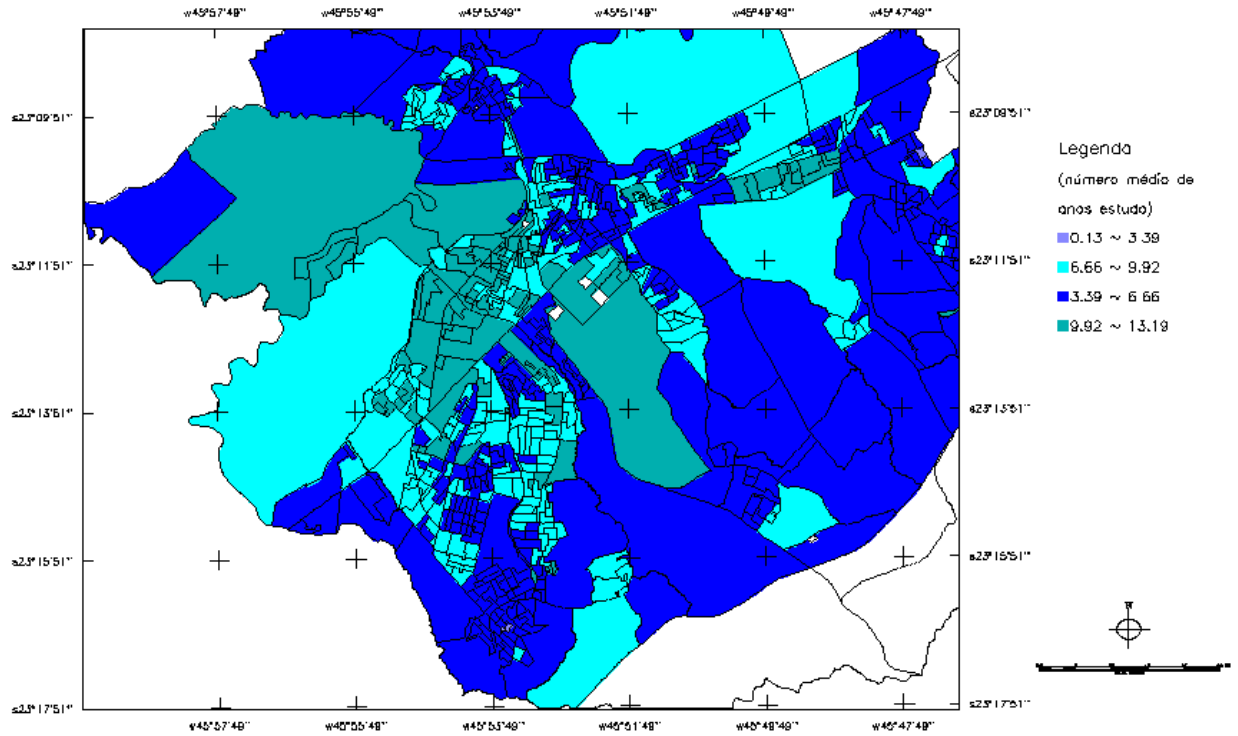 w45°57'49" w45°55'49" w45°53'49" w45°51'49" w45°49'49" w45°47'49"
s23°09'51" s23°09'51"
Legenda
(número médio de
anos estudo)
0.13 ~ 3.39
6.66 ~ 9.92
3.39 ~ 6.66
9.92 ~ 13.19
s23°11'51" s23°11'51"
s23°13'51" s23°13'51"
s23°15'51" s23°15'51"
N
s23°17'51" s23°17'51"
w45°57'49" w45°55'49" w45°53'49" w45°51'49" w45°49'49" w45°47'49"